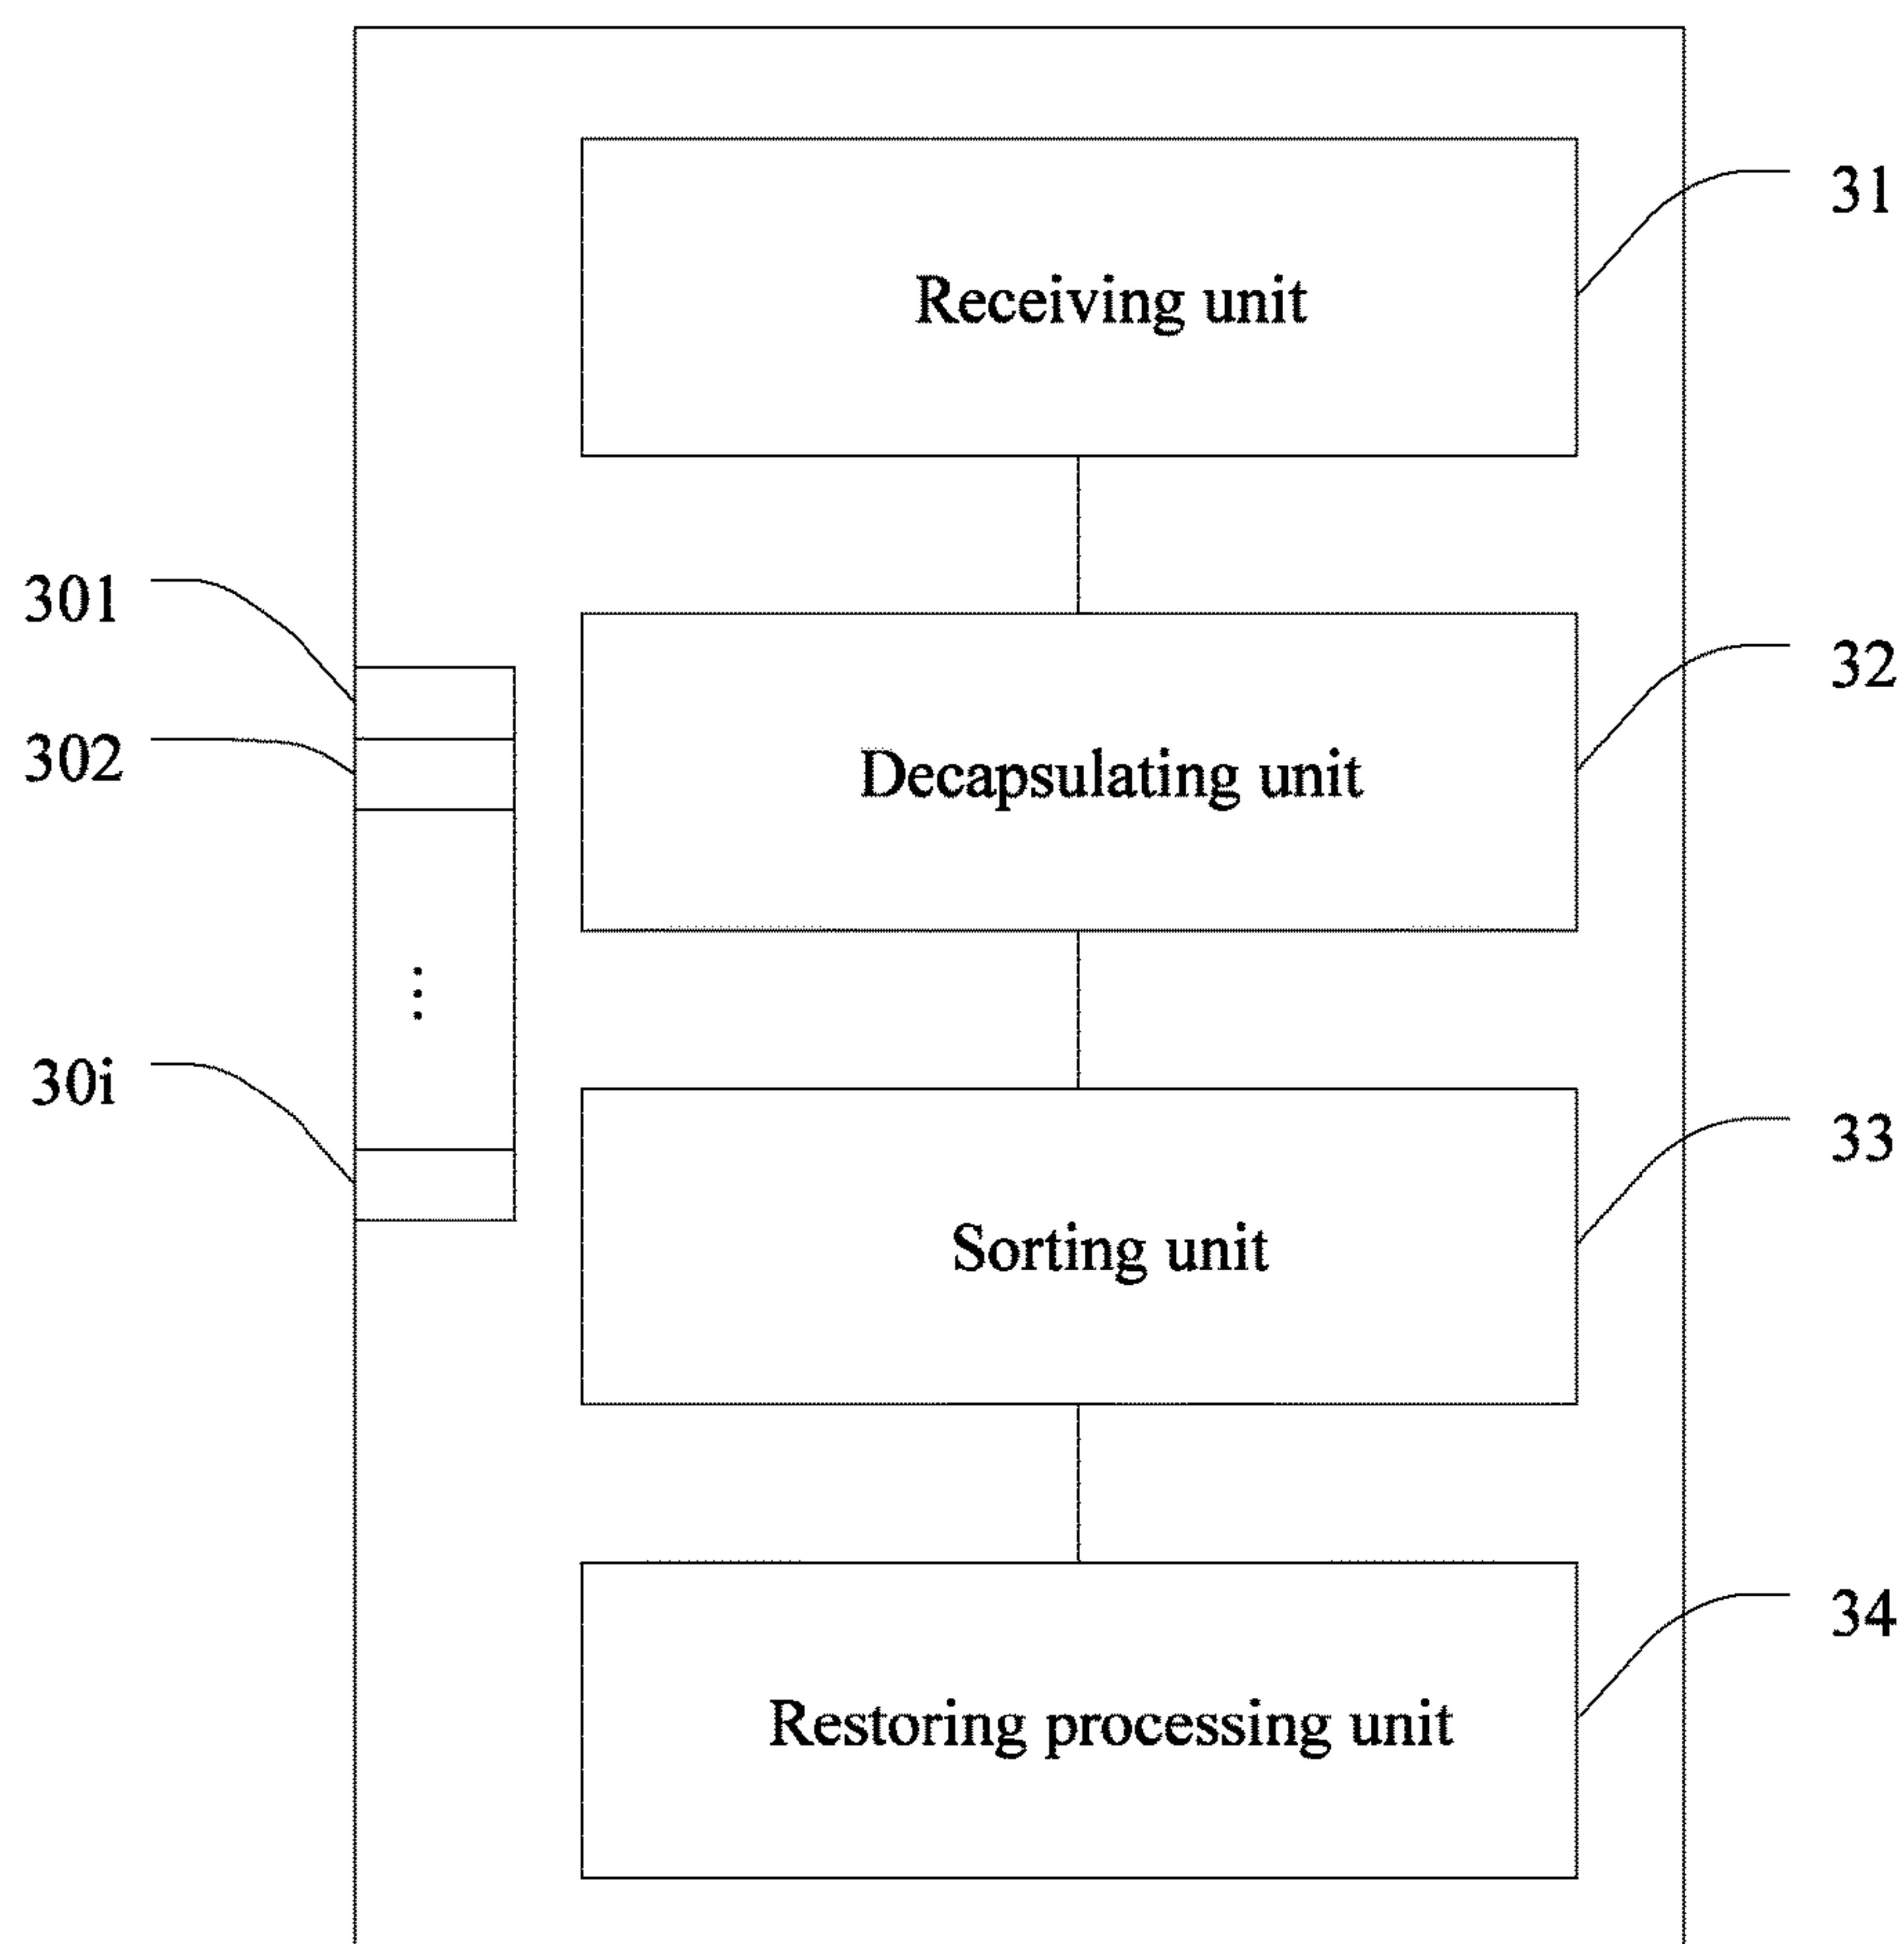 Receiving unit
31
301
302
Decapsulating unit
32
⋮
30i
Sorting unit
33
Restoring processing unit
34